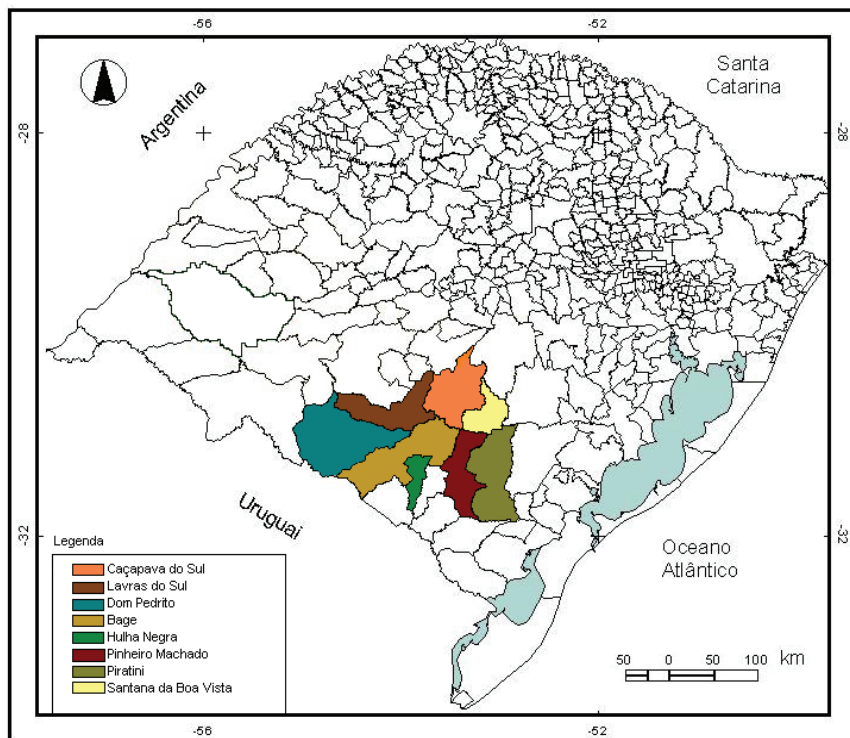 -56
-52
Santa
Catarina
Argentina
-28
-28
Uruguai
-32
-32
Oceano
Atlântico
Legenda
Caçapava do Sul
Lavras do Sul
Dom Pedrito
Bage
Hulha Negra
Pinheiro Machado
Piratini
Santana da Boa Vista
50 0 50 100 km
-56
-52